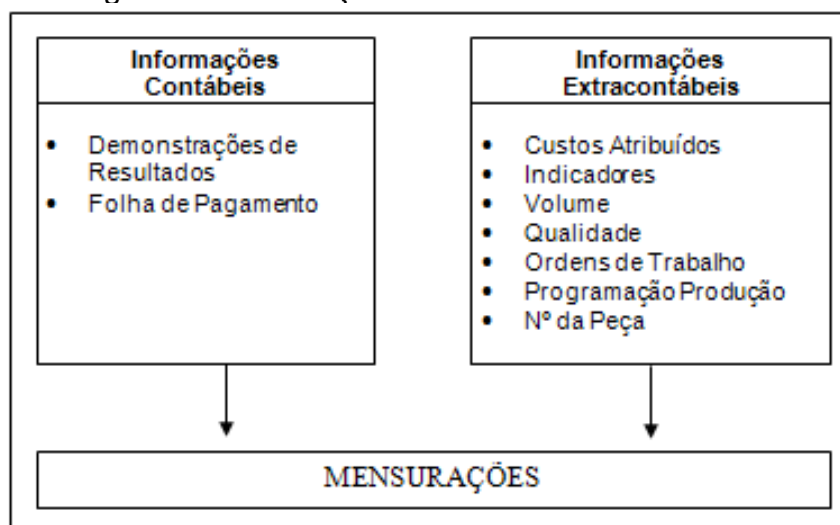 Informações
Contábeis
• Demonstrações de
Resultados
• Folha de Pagamento
Informações
Extracontábeis
• Custos Atribuídos
• Indicadores
• Volume
• Qualidade
• Ordens de Trabalho
• Programação Produção
• Nº da Peça
MENSURAÇÕES